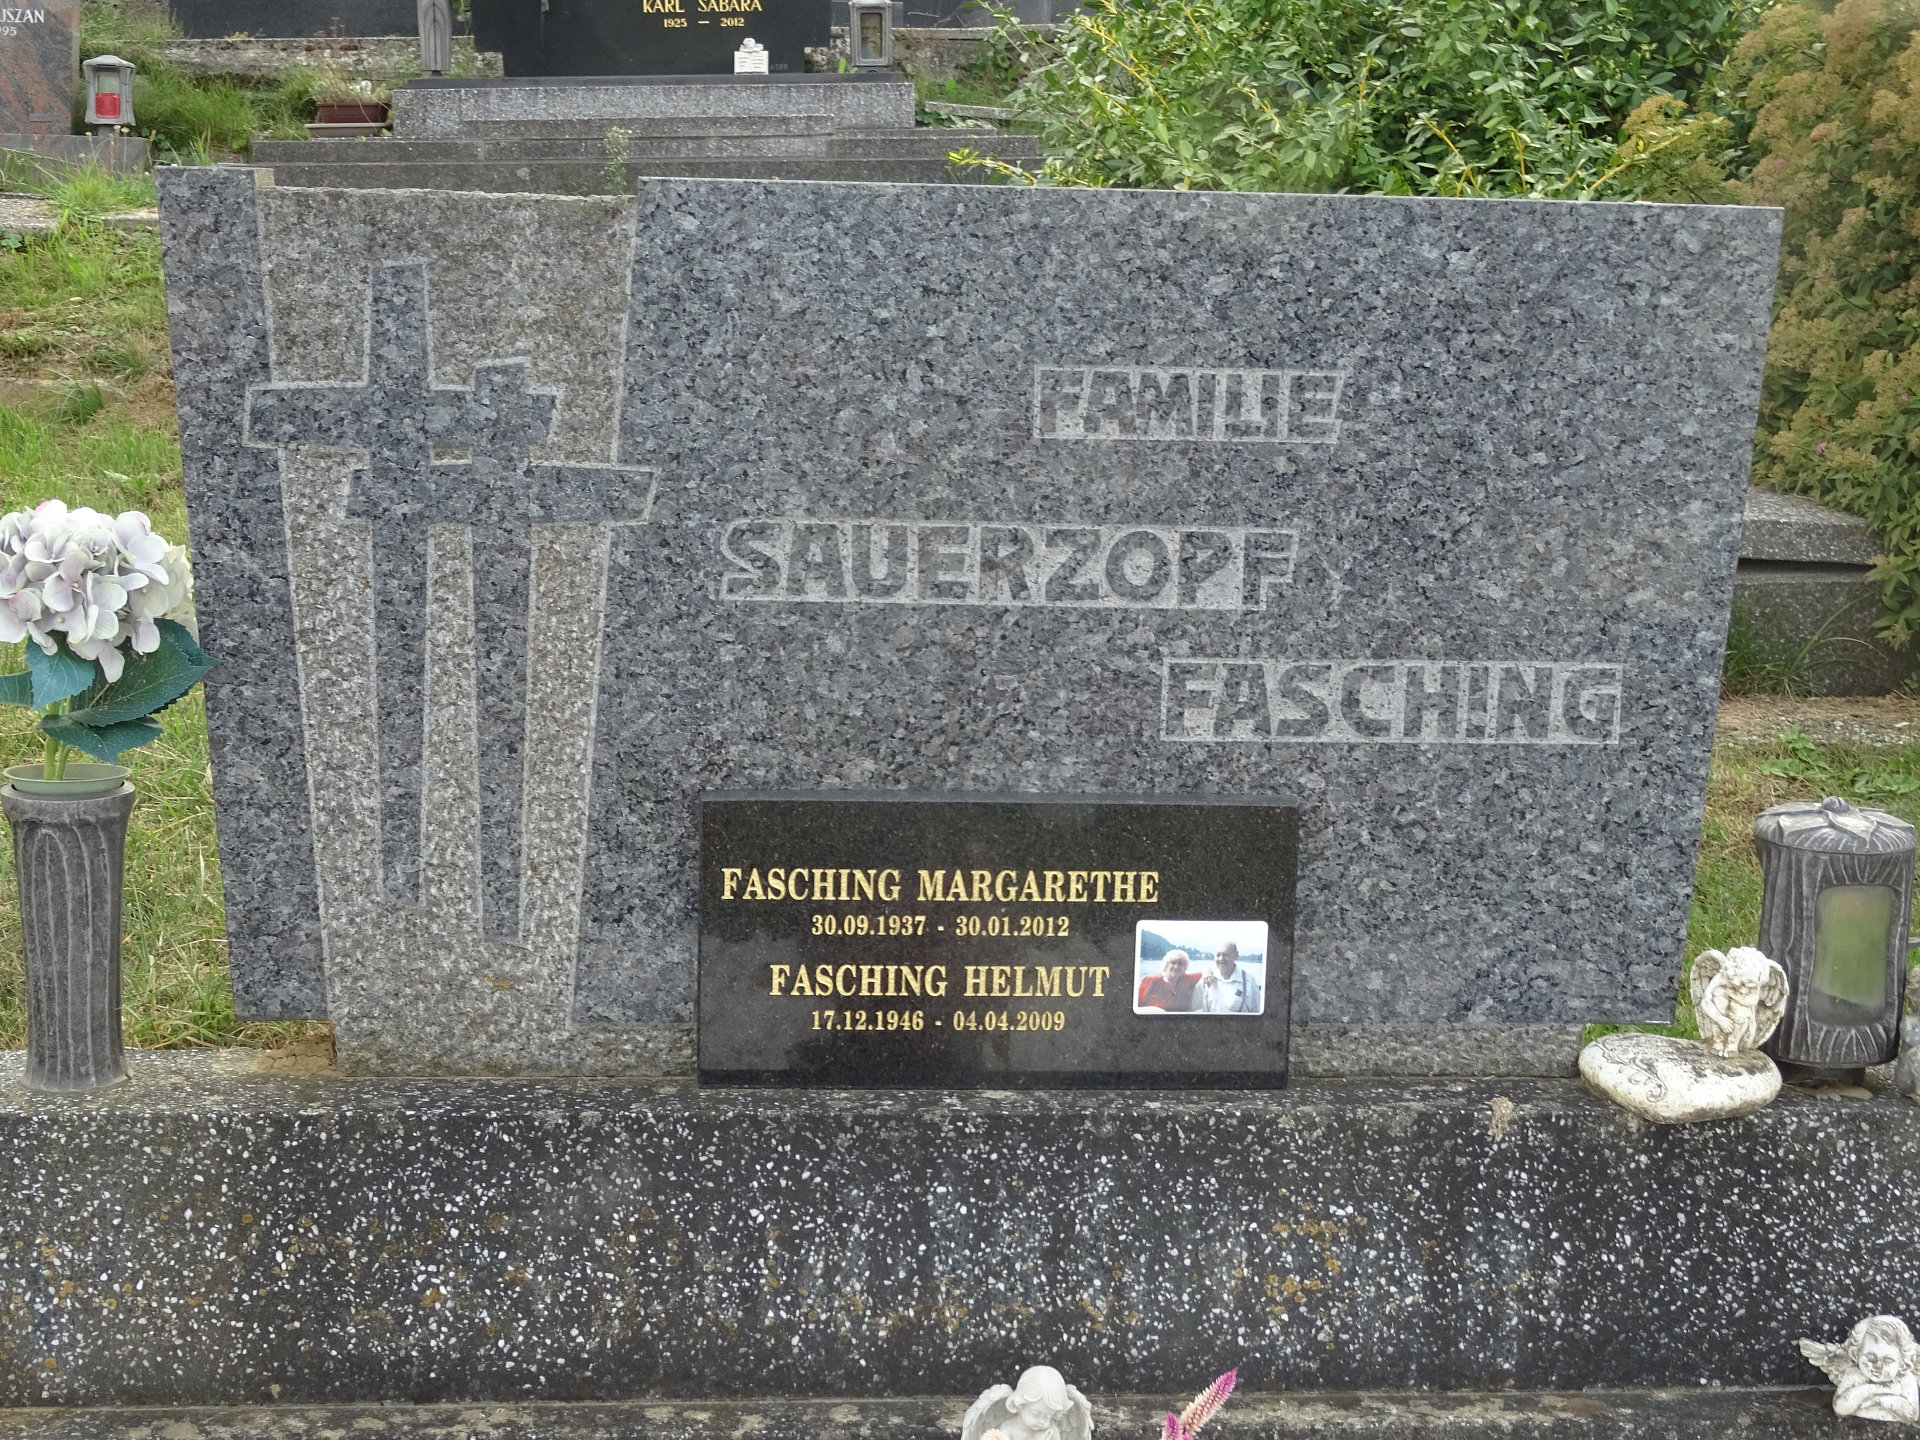 KARL SABARA
1925 — 2012
FAMILIE
SAUERZOPF
FASCHING
FASCHING MARGARETHE
30.09.1937 - 30.01.2012
FASCHING HELMUT
17.12.1946 - 04.04.2009